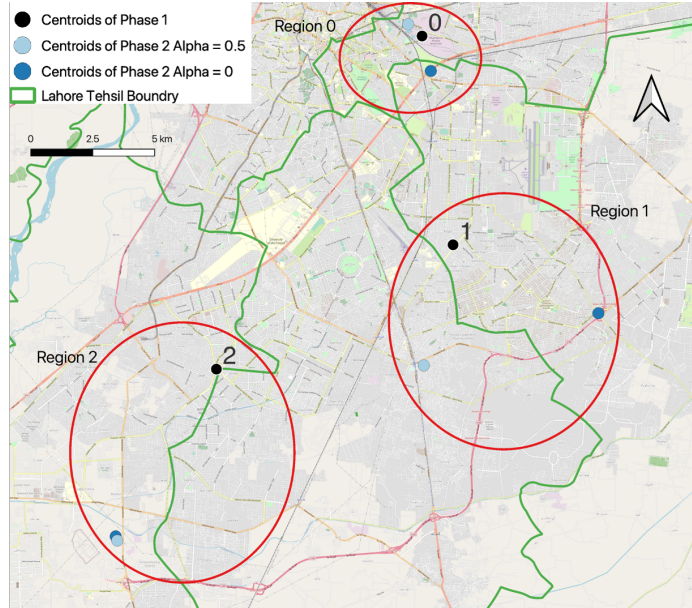 Centroids of Phase 1
Centroids of Phase 2 Alpha = 0.5
Centroids of Phase 2 Alpha = 0
Lahore Tehsil Boundry
0 2.5 5 km
Region 0
0
Region 1
1
Region 2
2